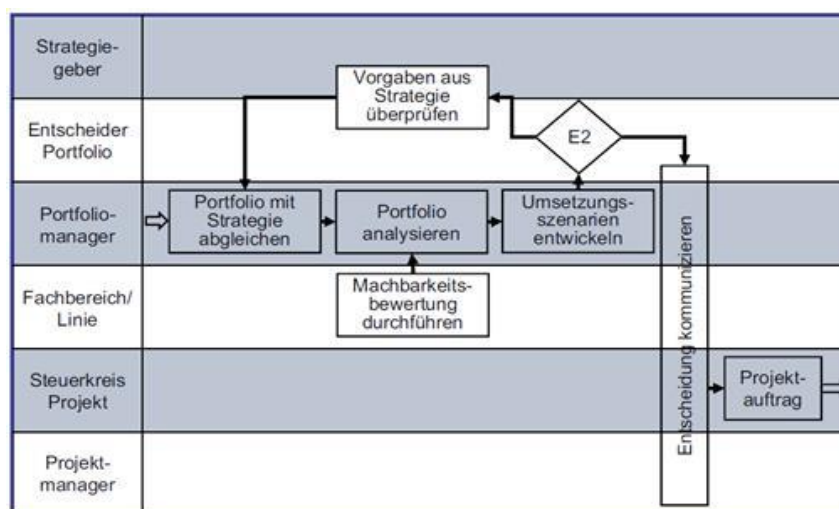 Strategie-
geber
Vorgaben aus
Strategie
überprüfen
Entscheider
Portfolio
E2
Portfolio-
manager
Portfolio mit
Strategie
abgleichen
Portfolio
analysieren
Umsetzungs-
szenarien
entwickeln
Entscheidung kommunizieren
Fachbereich/
Linie
Machbarkeits-
bewertung
durchführen
Steuerkreis
Projekt
Projekt-
auftrag
Projekt-
manager